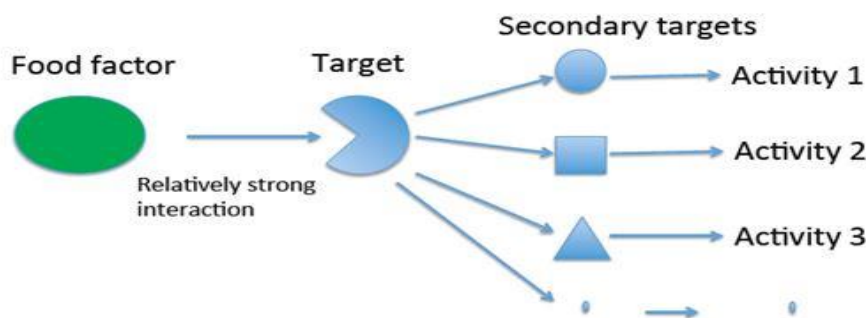 Secondary targets
Food factor
Target
Activity 1
Activity 2
Relatively strong
interaction
Activity 3